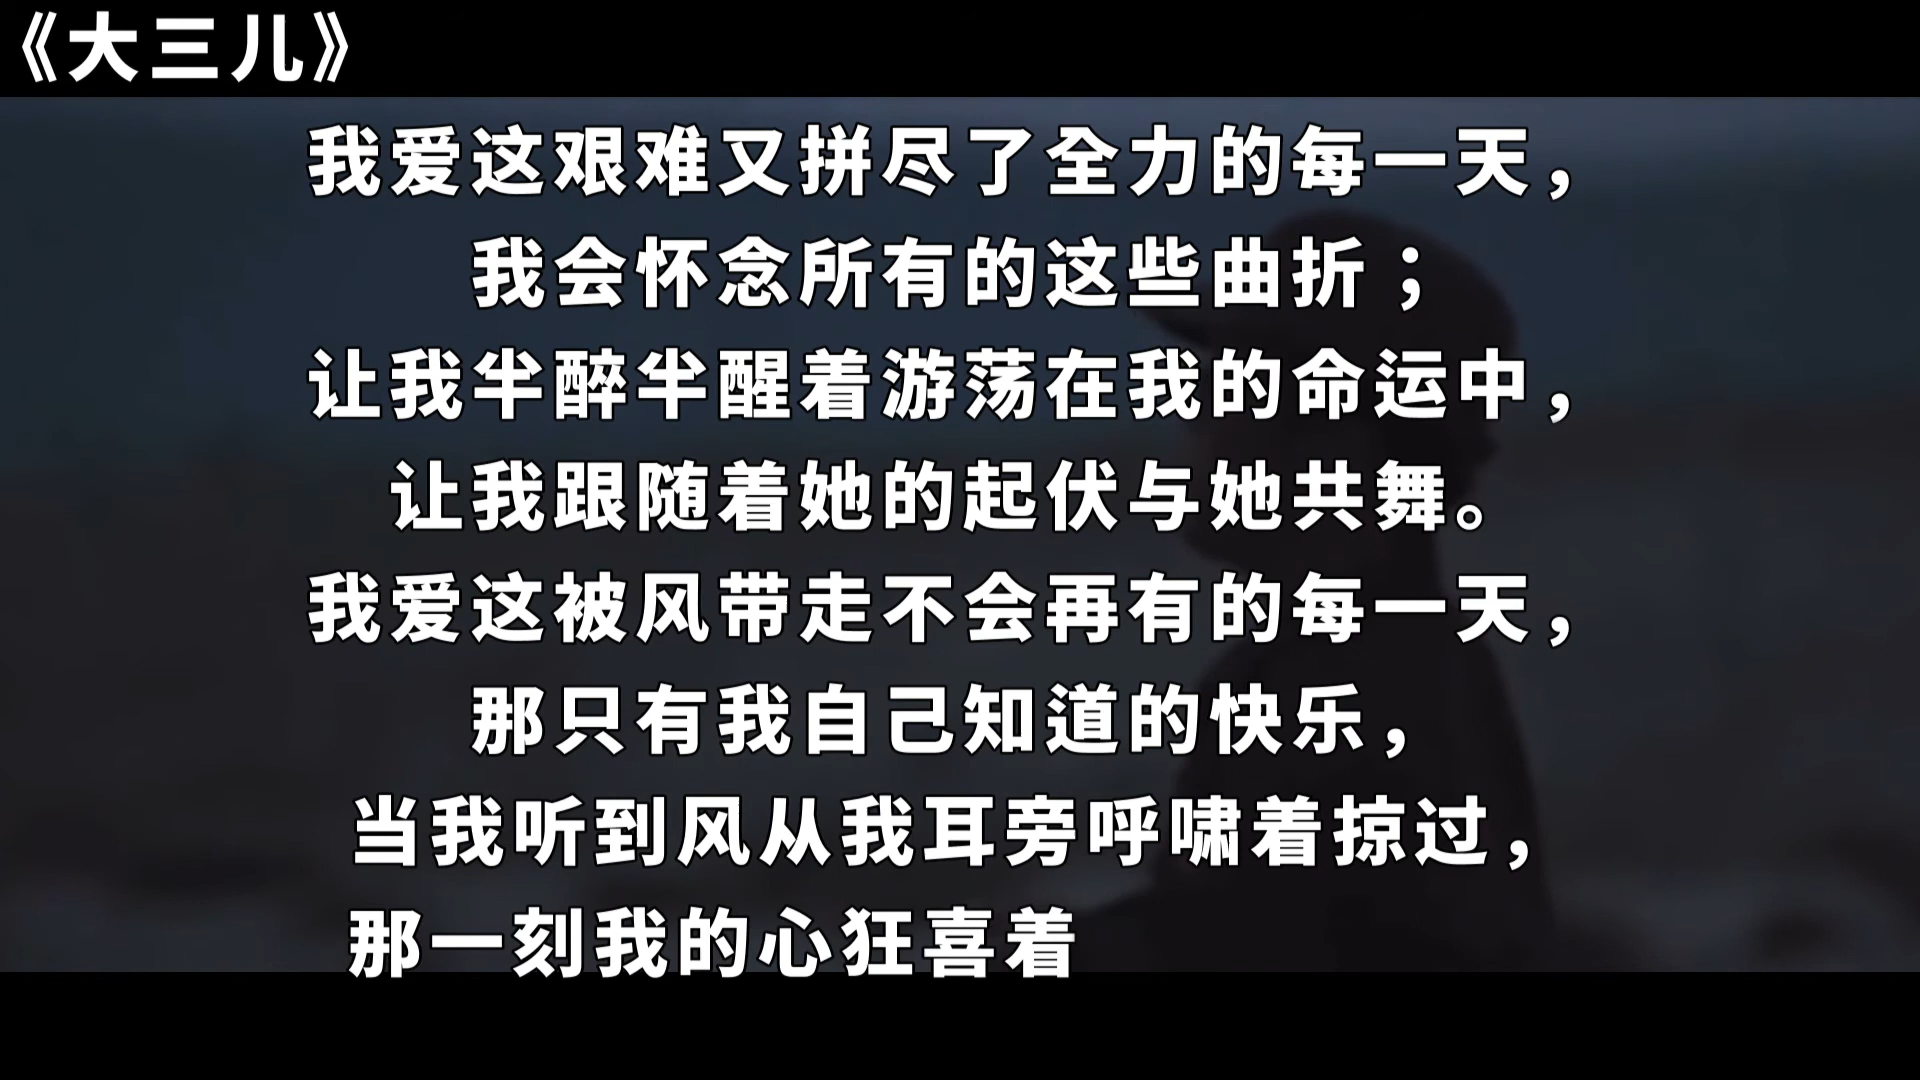 《大三儿》
我爱这艰难又拼尽了全力的每一天，
我会怀念所有的这些曲折；
让我半醉半醒着游荡在我的命运中，
让我跟随着她的起伏与她共舞。
我爱这被风带走不会再有的每一天，
那只有我自己知道的快乐，
当我听到风从我耳旁呼啸着掠过，
那一刻我的心狂喜着